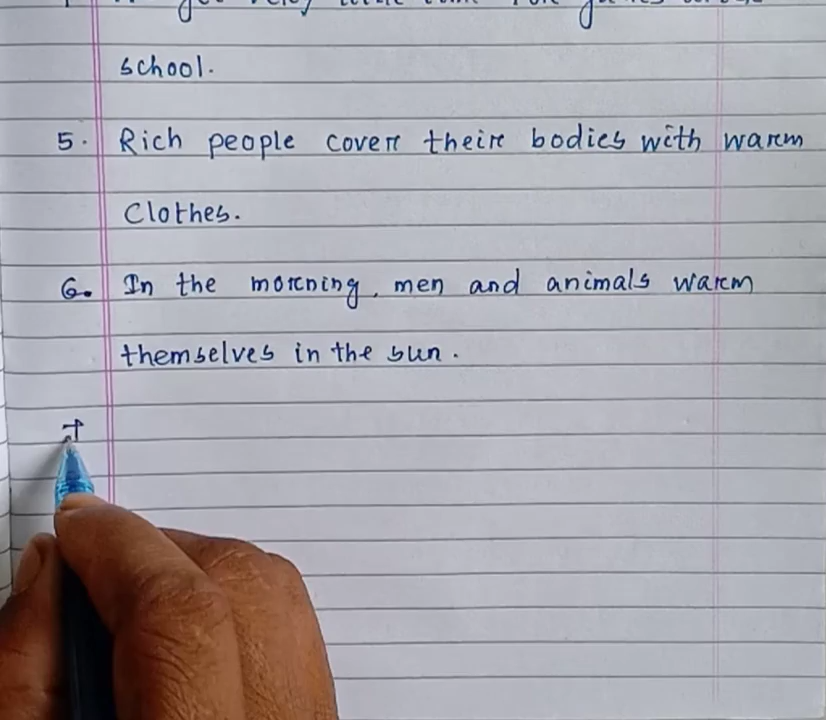 school.
5. Rich people cover their bodies with warm
Clothes.
6. In the morning, men and animals warm
themselves in the sun.
7